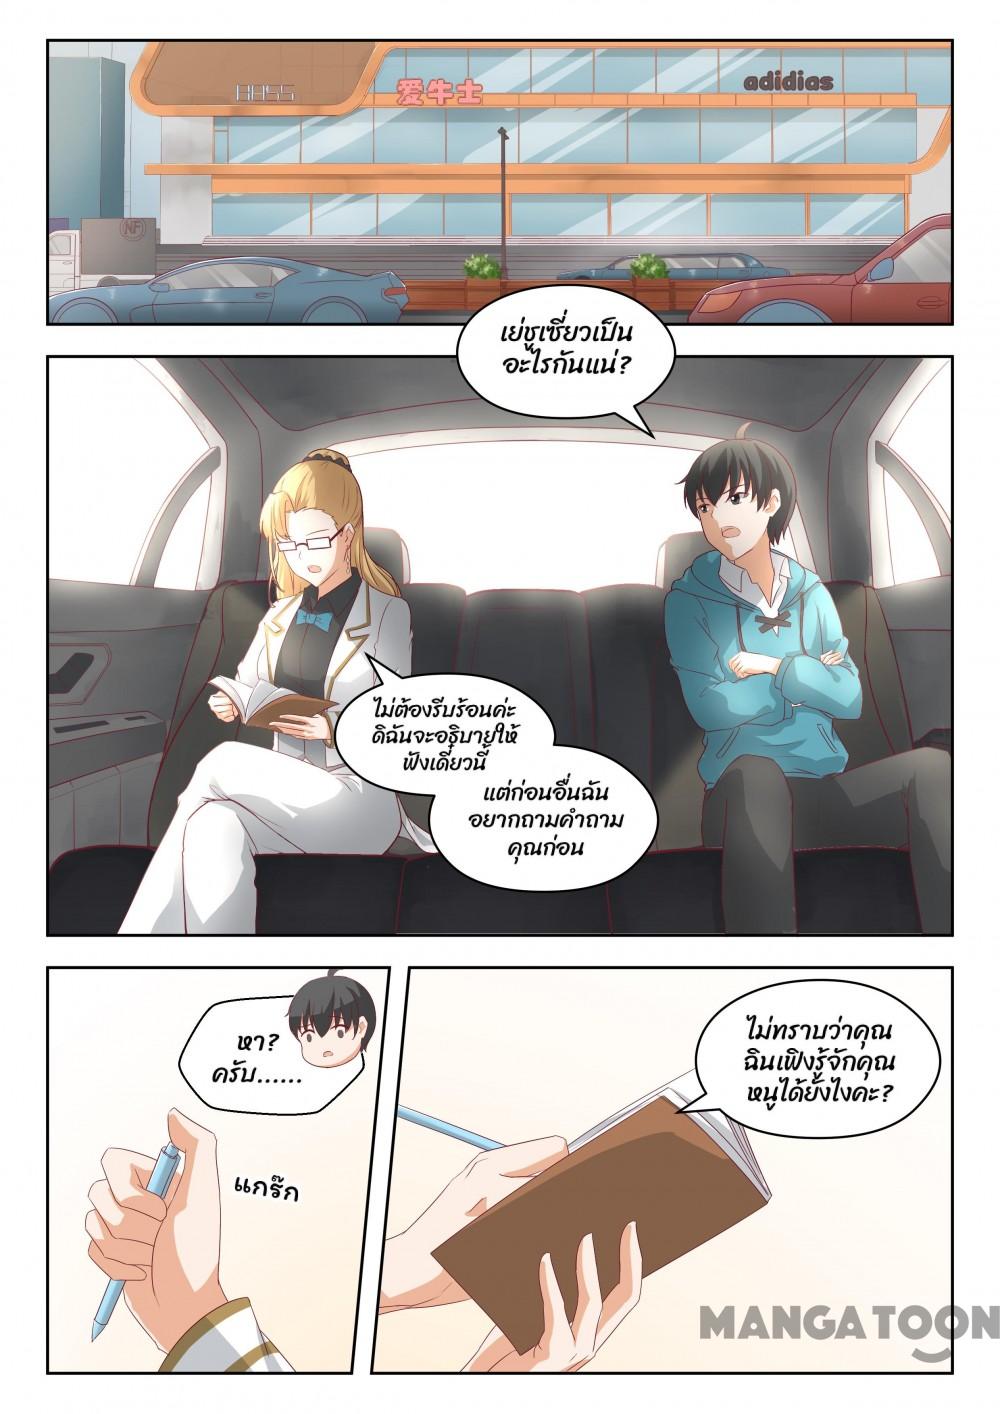 BASS
爱牛士
adidias
NF
เย่ชูเซี่ยวเป็น
อะไรกันแน่?
ไม่ต้องรีบร้อนค่ะ
ดิฉันจะอธิบายให้
ฟังเดี๋ยวนี้
แต่ก่อนอื่นฉัน
อยากถามคำถาม
คุณก่อน
หา?
ครับ......
แกร๊ก
ไม่ทราบว่าคุณ
ฉินเฟิงรู้จักคุณ
หนูได้ยังไงคะ?
MANGATOON